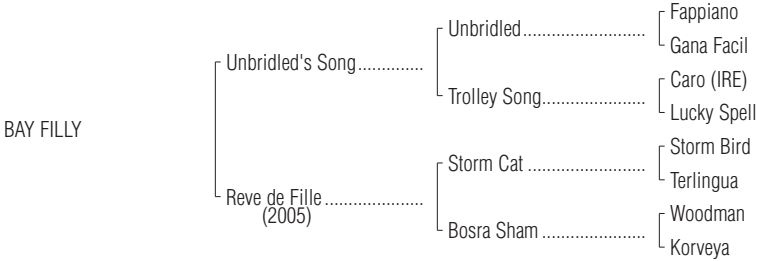 Fappiano
Unbridled..........................
Gana Facil
Unbridled's Song..............
Caro (IRE)
Trolley Song......................
Lucky Spell
BAY FILLY
Storm Bird
Storm Cat .........................
Terlingua
Reve de Fille .....................
(2005)
Woodman
Bosra Sham ......................
Korveya